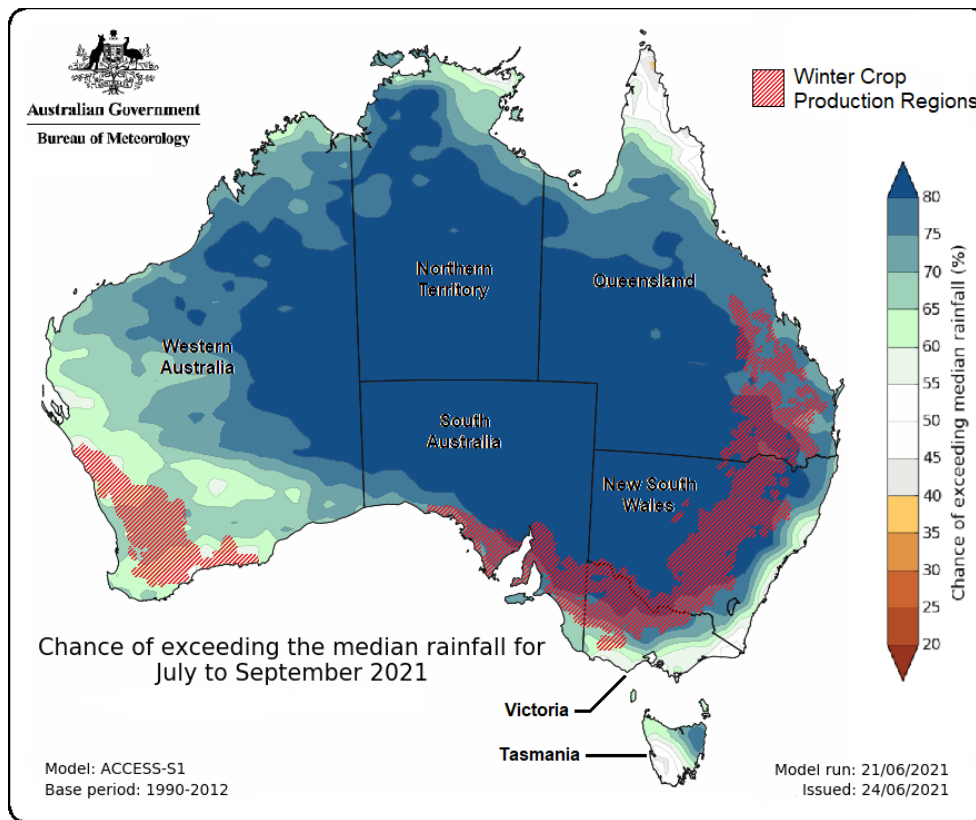 Australian Government
Bureau of Meteorology
Winter Crop
Production Regions
Northern
Territory
Queensland
Western
Australia
South
Australia
New South
Wales
80
75
70
65
60
55
50
45
40
35
30
25
20
Chance of exceeding median rainfall (%)
Chance of exceeding the median rainfall for
July to September 2021
Victoria
Tasmania
Model: ACCESS-S1
Base period: 1990-2012
Model run: 21/06/2021
Issued: 24/06/2021